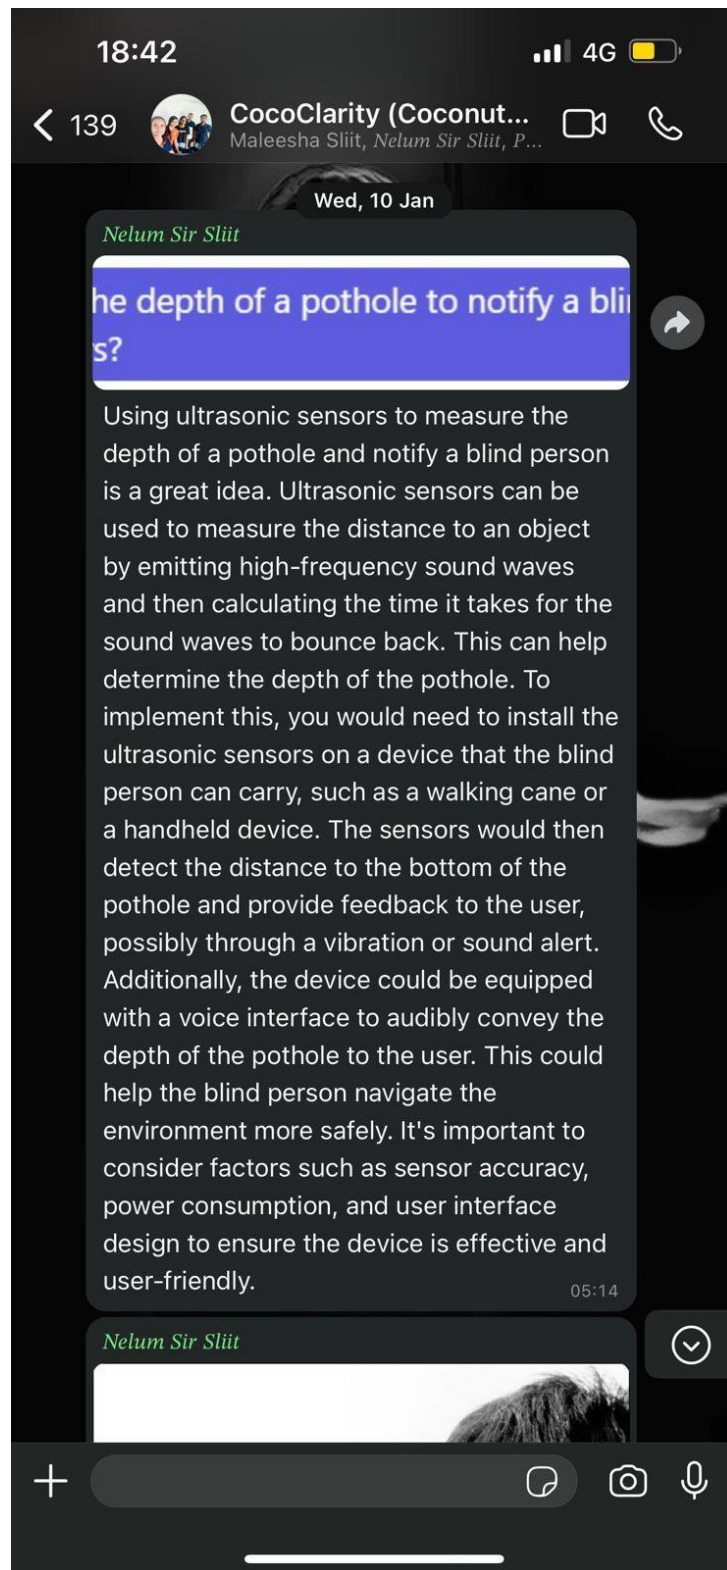 18:42
4G
139
CocoClarity (Coconut...
Maleesha Sliit, Nelum Sir Sliit, P...
Wed, 10 Jan
Nelum Sir Sliit
he depth of a pothole to notify a bli
s?
Using ultrasonic sensors to measure the
depth of a pothole and notify a blind person
is a great idea. Ultrasonic sensors can be
used to measure the distance to an object
by emitting high-frequency sound waves
and then calculating the time it takes for the
sound waves to bounce back. This can help
determine the depth of the pothole. To
implement this, you would need to install the
ultrasonic sensors on a device that the blind
person can carry, such as a walking cane or
a handheld device. The sensors would then
detect the distance to the bottom of the
pothole and provide feedback to the user,
possibly through a vibration or sound alert.
Additionally, the device could be equipped
with a voice interface to audibly convey the
depth of the pothole to the user. This could
help the blind person navigate the
environment more safely. It's important to
consider factors such as sensor accuracy,
power consumption, and user interface
design to ensure the device is effective and
user-friendly.
05:14
Nelum Sir Sliit